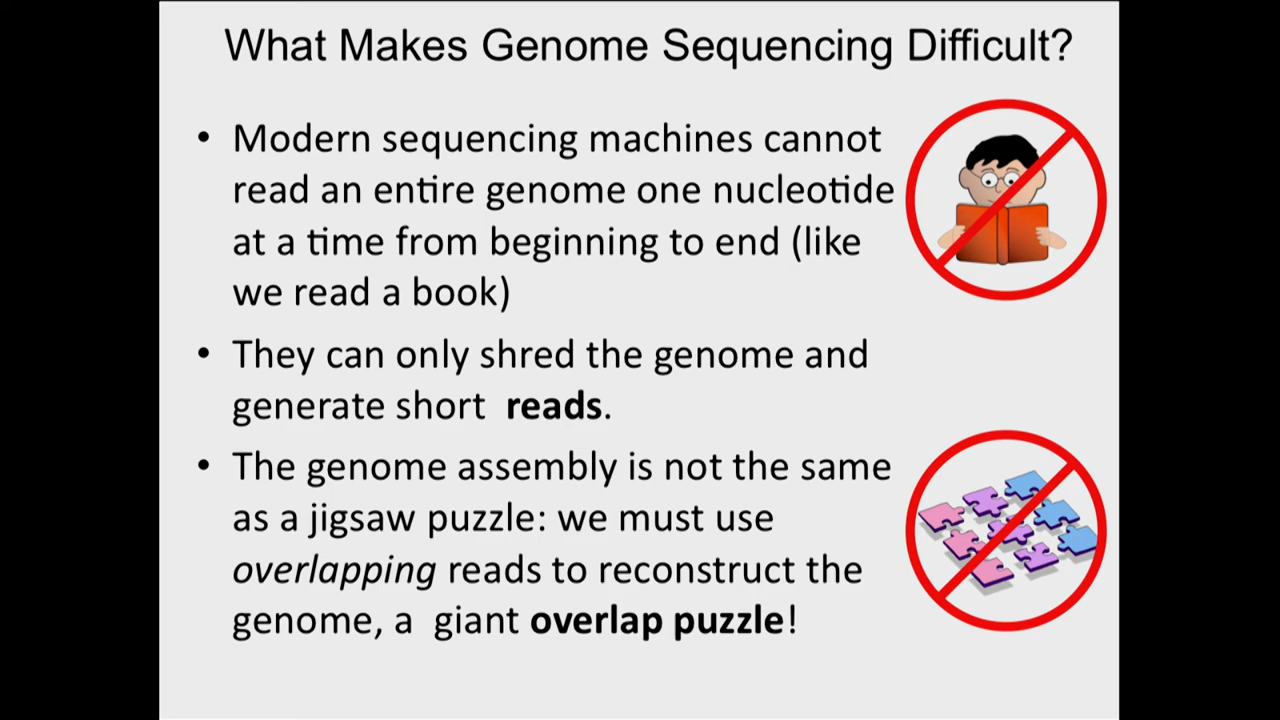 What Makes Genome Sequencing Difficult?
• Modern sequencing machines cannot
read an entire genome one nucleotide
at a time from beginning to end (like
we read a book)
• They can only shred the genome and
generate short reads.
• The genome assembly is not the same
as a jigsaw puzzle: we must use
overlapping reads to reconstruct the
genome, a giant overlap puzzle!